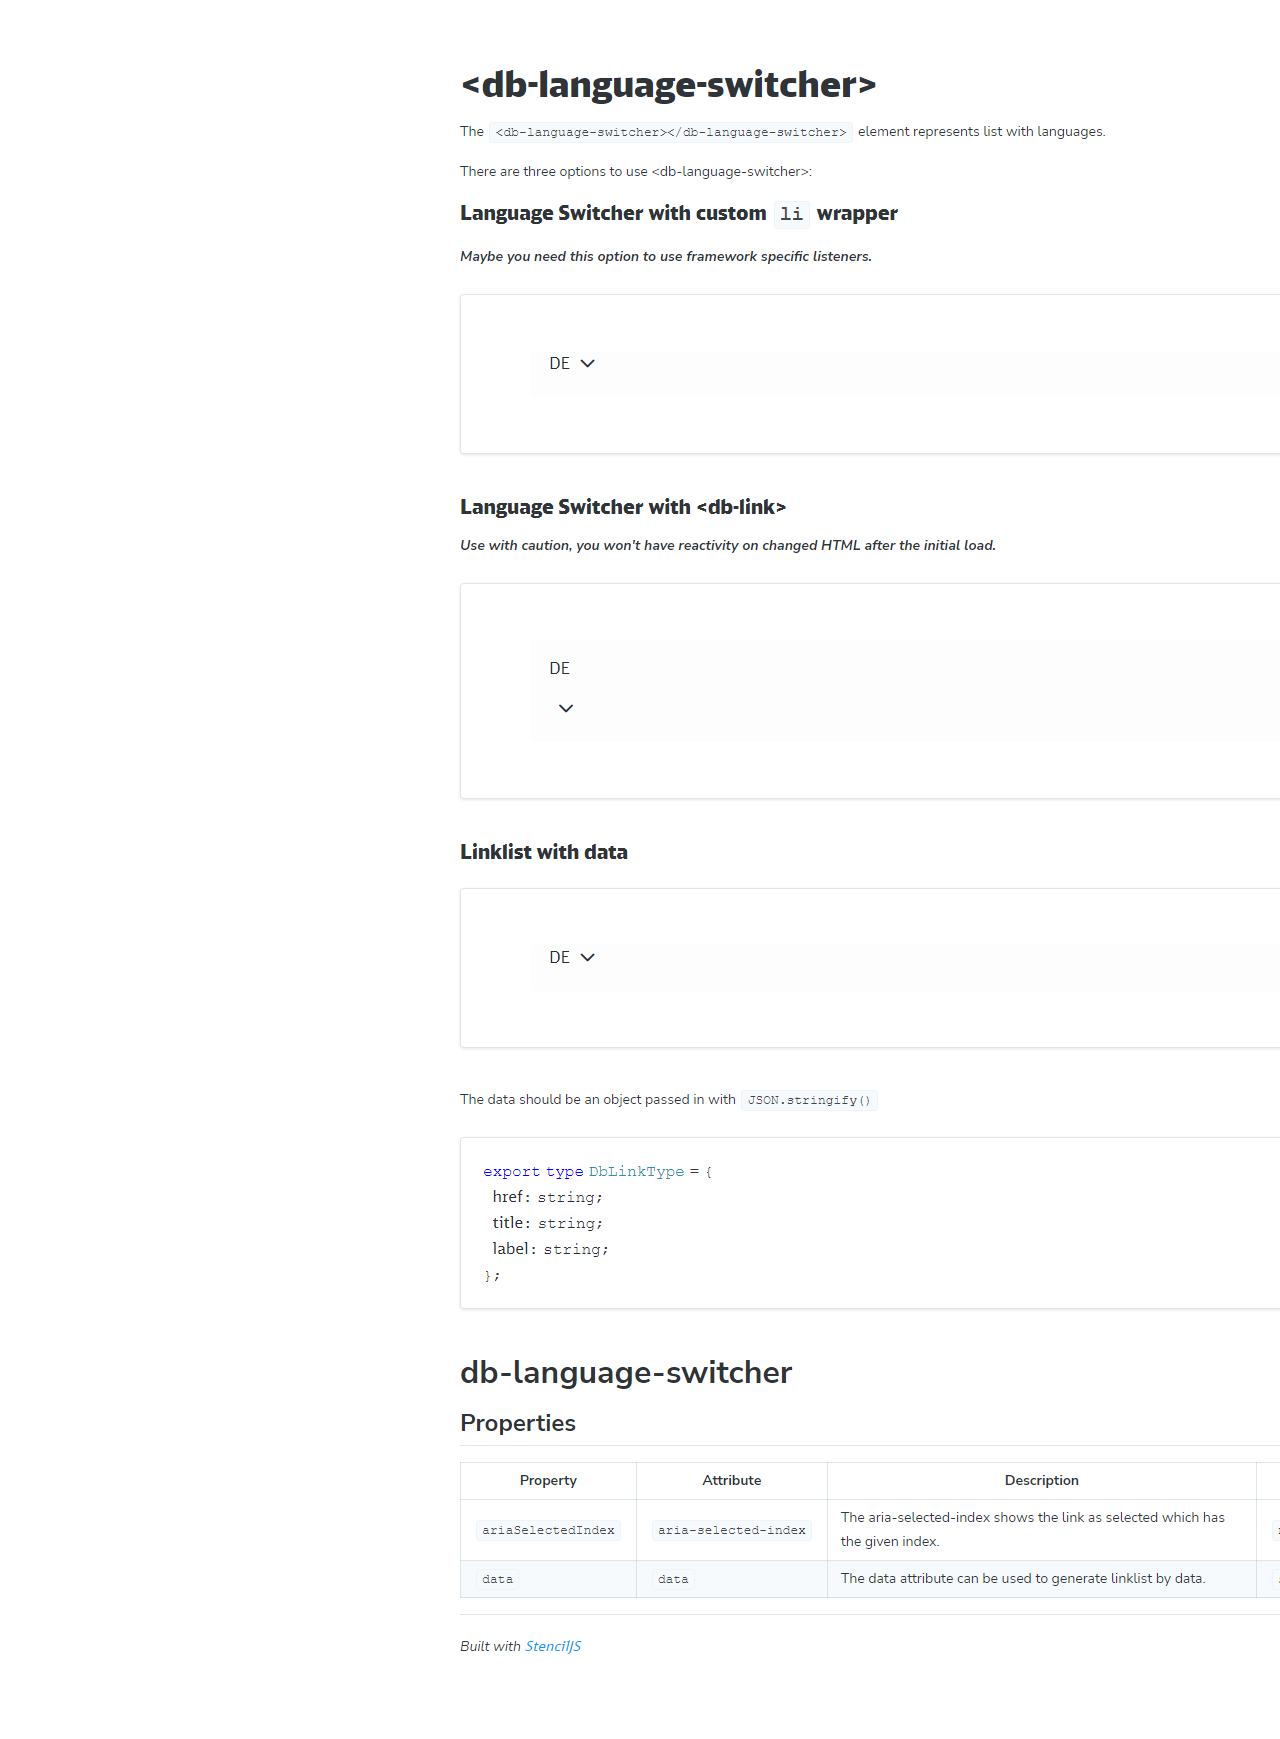 <db-language-switcher>
The <db-language-switcher></db-language-switcher> element represents list with languages.
There are three options to use <db-language-switcher>:
Language Switcher with custom li wrapper
Maybe you need this option to use framework specific listeners.
DE
Language Switcher with <db-link>
Use with caution, you won't have reactivity on changed HTML after the initial load.
DE
Linklist with data
DE
The data should be an object passed in with JSON.stringify()
export type DbLinkType = {
href: string;
title: string;
label: string;
};
db-language-switcher
Properties
Property Attribute Description
ariaSelectedIndex aria-selected-index The aria-selected-index shows the link as selected which has
the given index.
data data The data attribute can be used to generate linklist by data.
Built with StencilJS